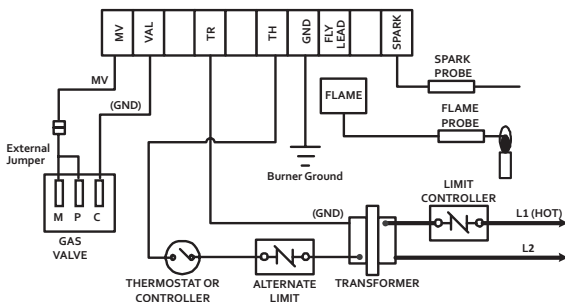 MV
VAL
TR
TH
GND
FLY
LEAD
SPARK
SPARK
PROBE
MV
(GND)
FLAME
FLAME
PROBE
External
Jumper
Burner Ground
M P C
GAS
VALVE
LIMIT
CONTROLLER
(GND)
L1 (HOT)
L2
THERMOSTAT OR
CONTROLLER
ALTERNATE
LIMIT
TRANSFORMER